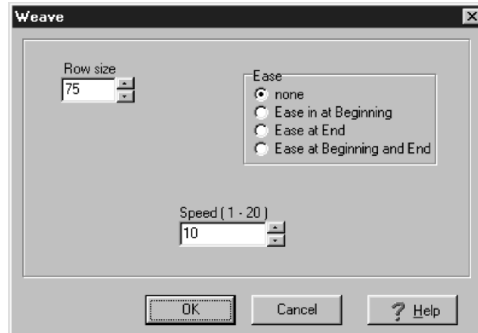 Weave
Row size
75
Ease
none
Ease in at Beginning
Ease at End
Ease at Beginning and End
Speed ( 1 - 20 )
10
OK
Cancel
? Help